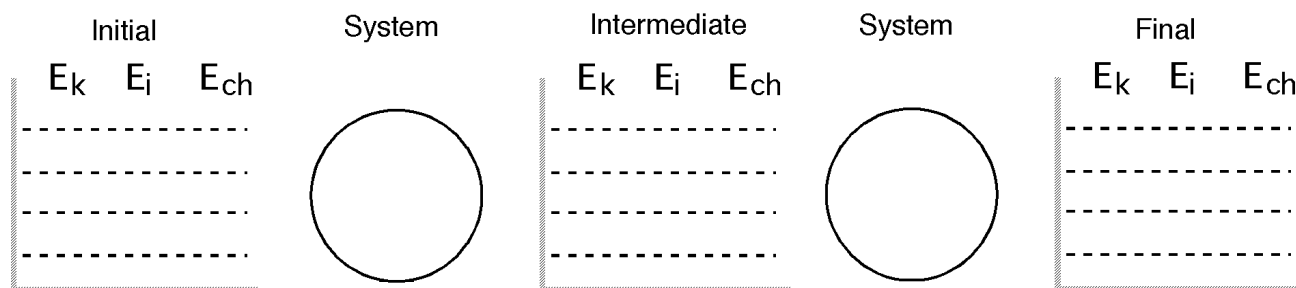 Initial System Intermediate System Final
Ek Ei Ech Ek Ei Ech Ek Ei Ech